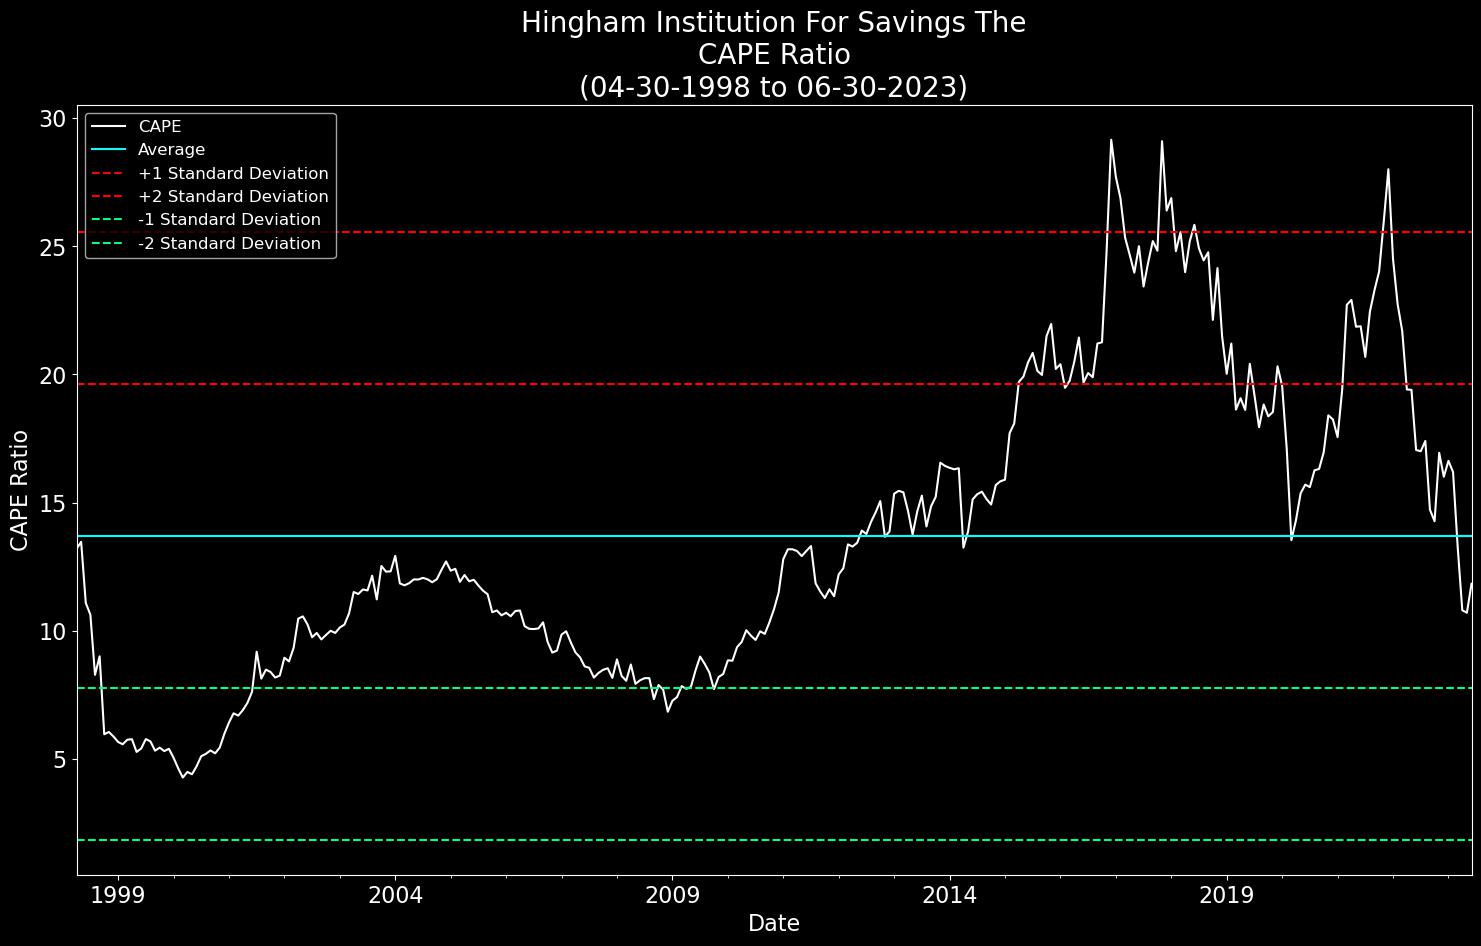 Hingham Institution For Savings The
CAPE Ratio
(04-30-1998 to 06-30-2023)
CAPE
Average
+1 Standard Deviation
+2 Standard Deviation
-1 Standard Deviation
-2 Standard Deviation
30
25
20
15
10
5
CAPE Ratio
1999
2004
2009
2014
2019
Date